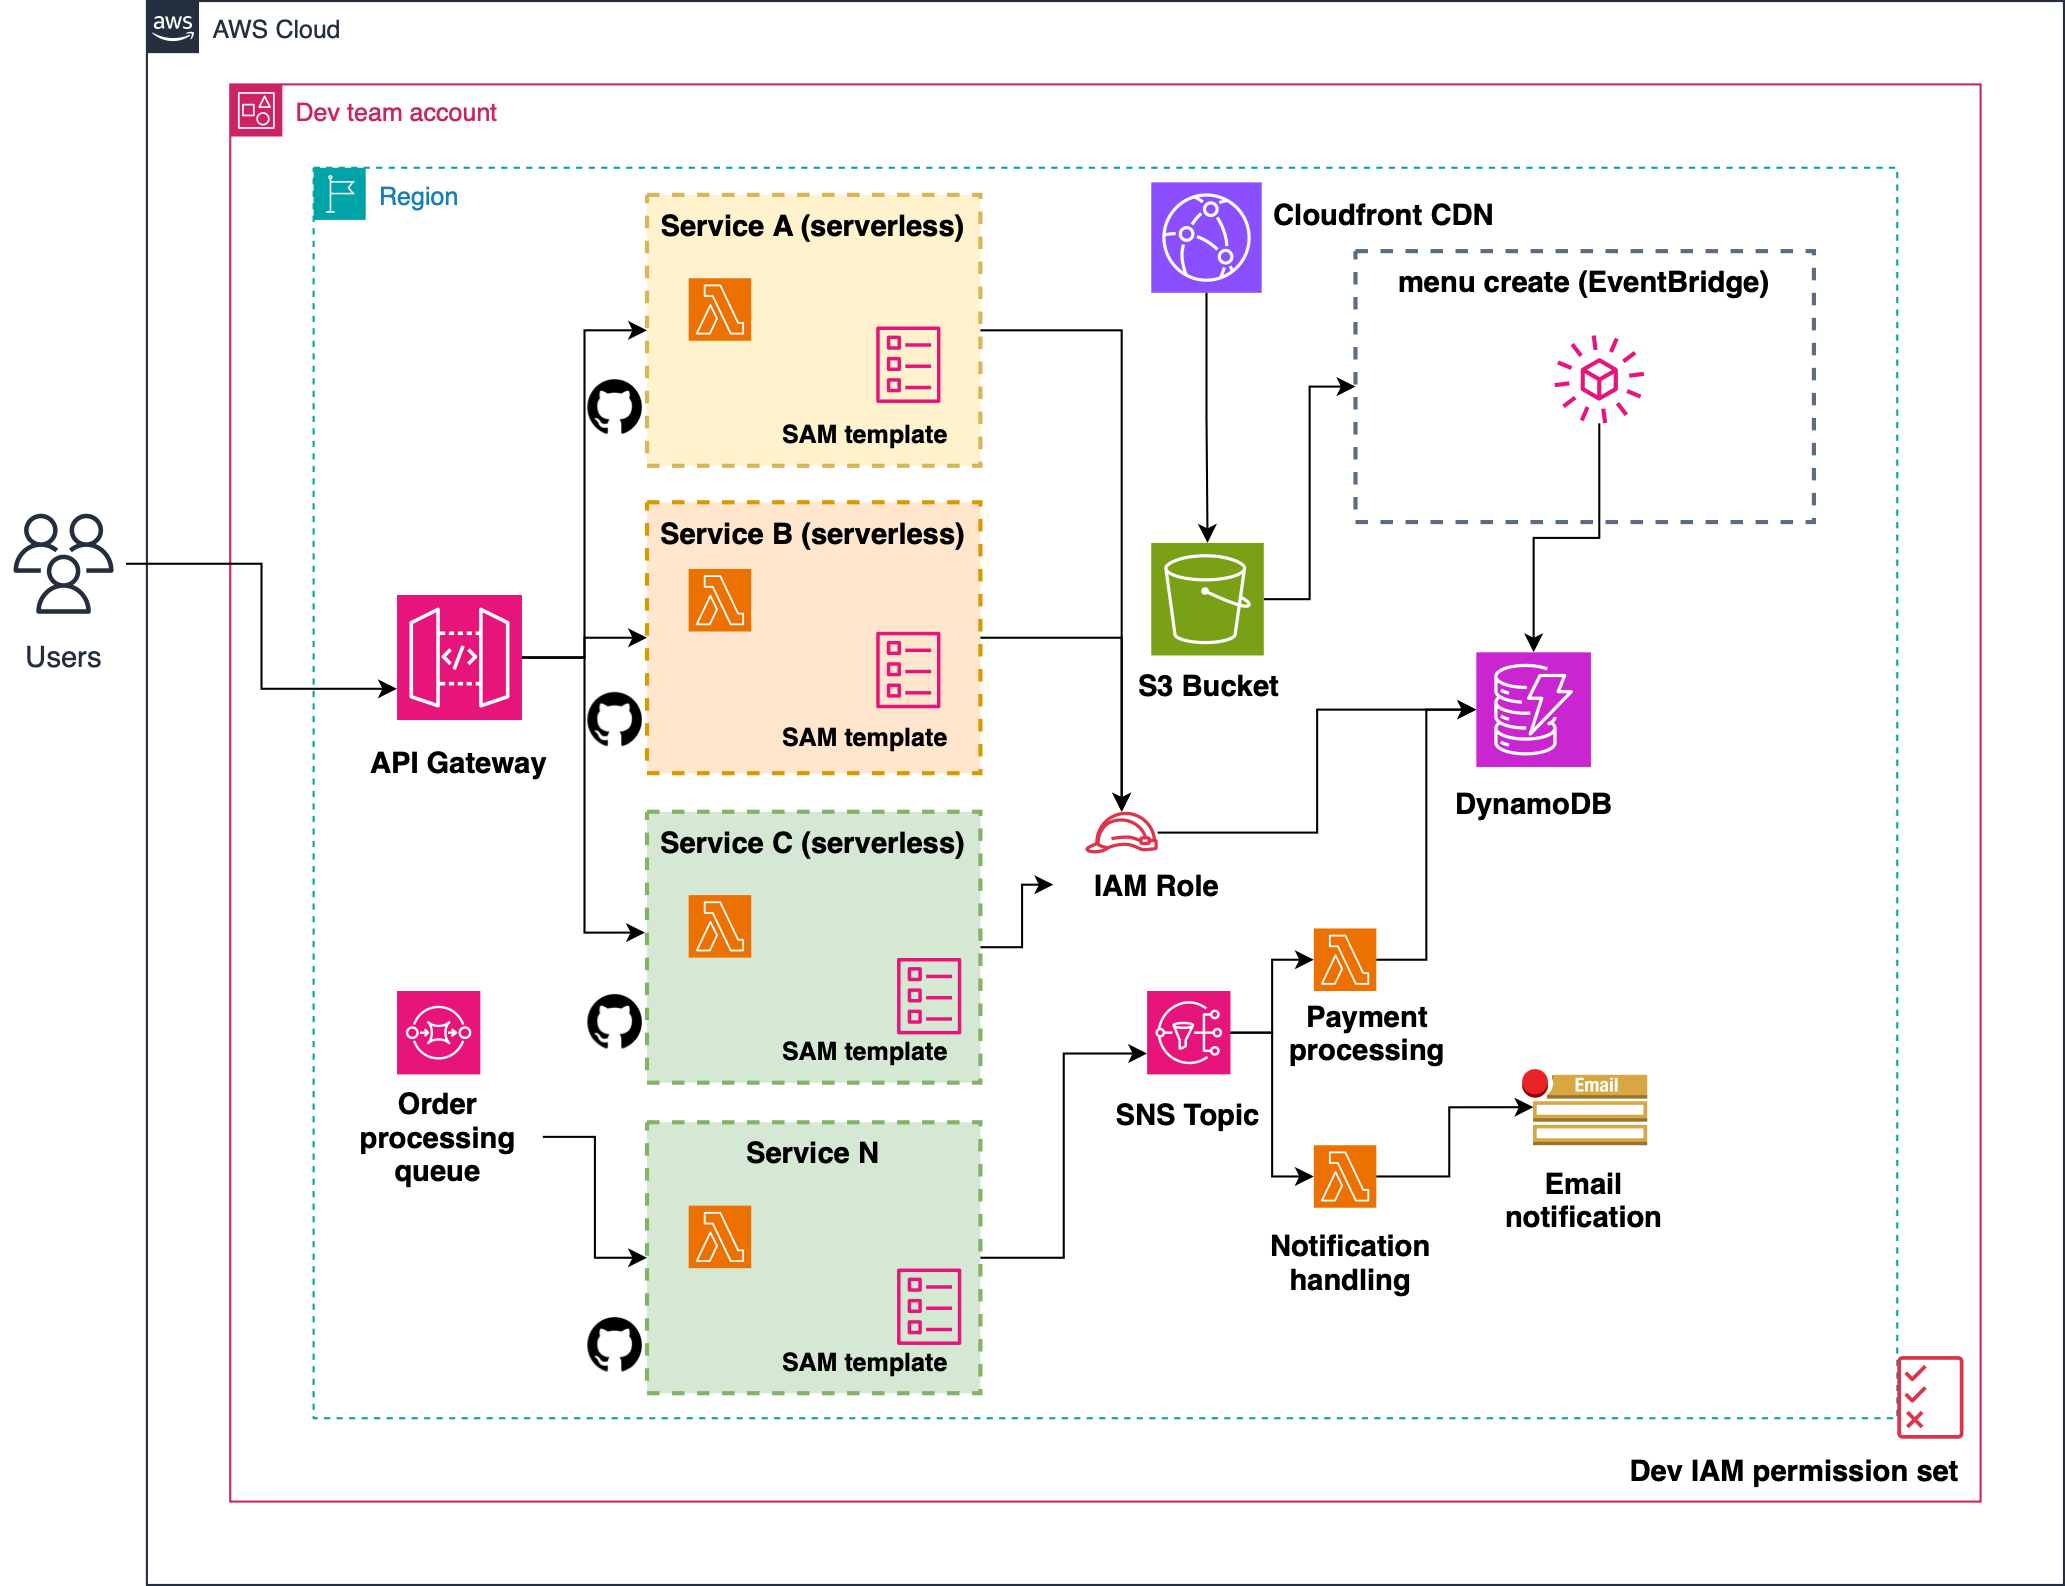 aws
AWS Cloud
Dev team account
Region
Service A (serverless)
SAM template
Cloudfront CDN
menu create (EventBridge)
Users
API Gateway
Service B (serverless)
SAM template
S3 Bucket
DynamoDB
Service C (serverless)
SAM template
IAM Role
Order
processing
queue
Service N
SAM template
SNS Topic
Payment
processing
Email
Email
notification
Notification
handling
Dev IAM permission set